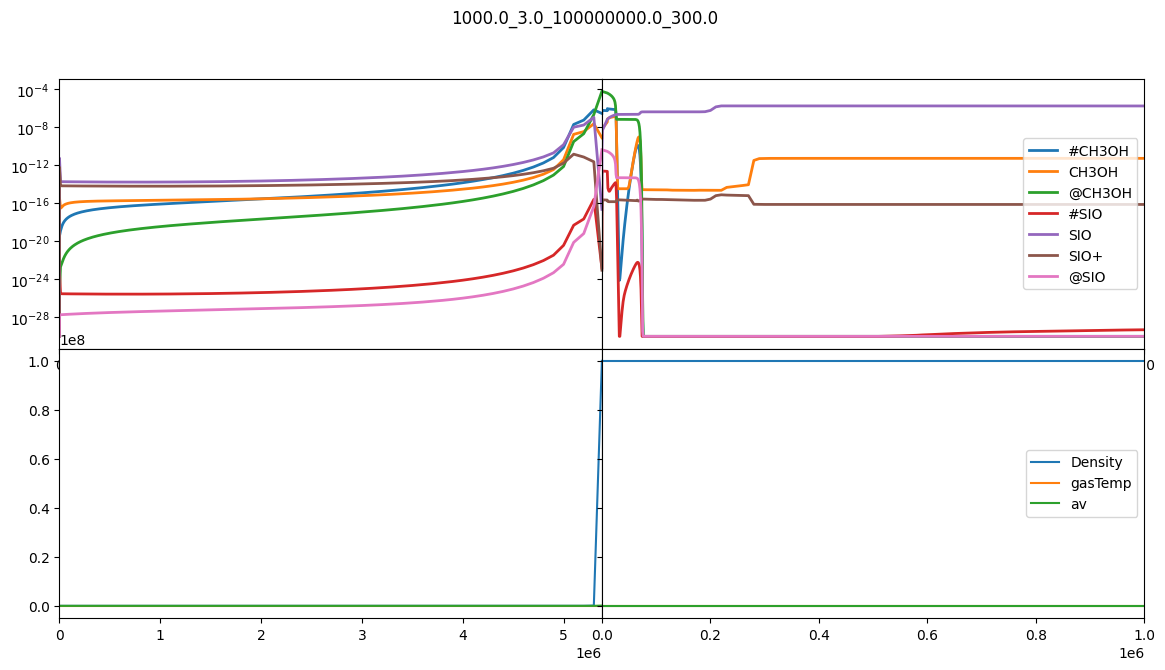 1000.0_3.0_100000000.0_300.0
10⁻⁴
10⁻⁸
10⁻¹²
10⁻¹⁶
10⁻²⁰
10⁻²⁴
10⁻²⁸
#CH3OH
CH3OH
@CH3OH
#SIO
SIO
SIO+
@SIO
1e8
0
1.0
0.8
0.6
0.4
0.2
0.0
Density
gasTemp
av
0 1 2 3 4 5 0.0 0.2 0.4 0.6 0.8 1.0
1e6 1e6